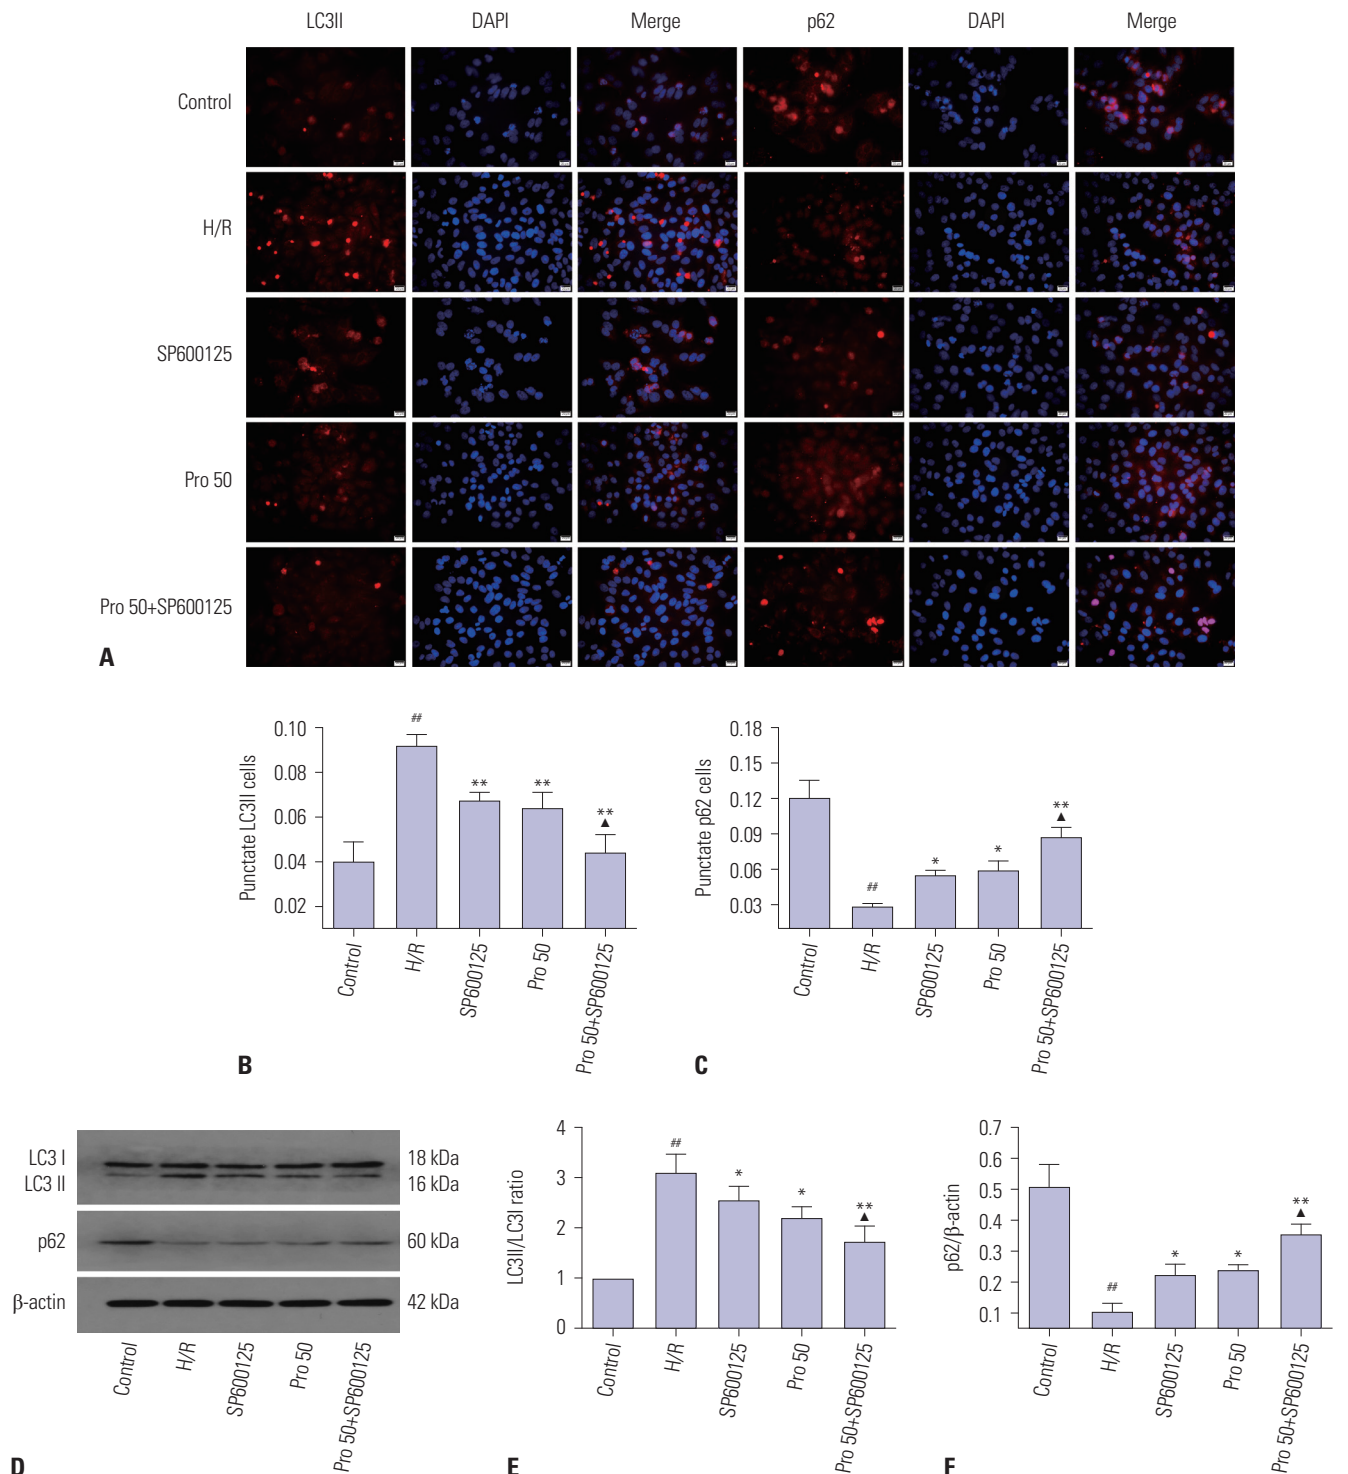 LC3II DAPI Merge p62 DAPI Merge
Control
H/R
SP600125
Pro 50
Pro 50+SP600125
A
Punctate LC3II cells
0.10
0.08
0.06
0.04
0.02
##
**
**
**
▲
Control H/R SP600125 Pro 50 Pro 50+SP600125
B
Punctate p62 cells
0.18
0.15
0.12
0.09
0.06
0.03
##
*
*
**
▲
Control H/R SP600125 Pro 50 Pro 50+SP600125
C
LC3 I 18 kDa
LC3 II 16 kDa
p62 60 kDa
β-actin 42 kDa
Control H/R SP600125 Pro 50 Pro 50+SP600125
D
LC3II/LC3I ratio
4
3
2
1
0
##
*
*
**
▲
Control H/R SP600125 Pro 50 Pro 50+SP600125
E
p62/β-actin
0.7
0.6
0.5
0.4
0.3
0.2
0.1
##
*
*
**
▲
Control H/R SP600125 Pro 50 Pro 50+SP600125
F